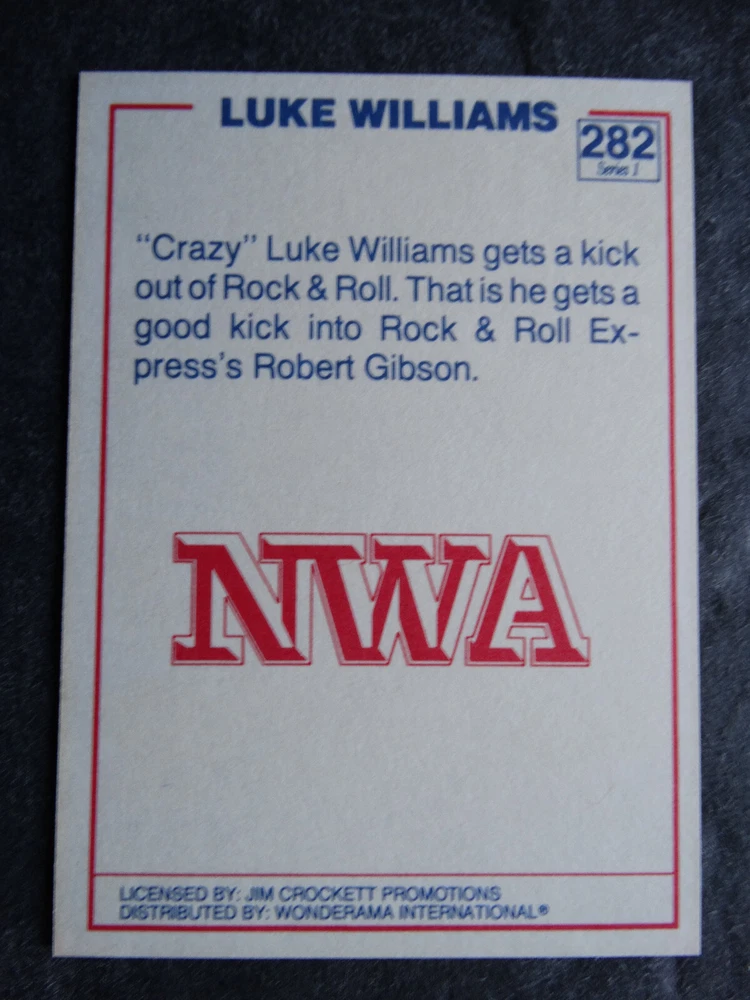 LUKE WILLIAMS
282
Series 1
“Crazy” Luke Williams gets a kick
out of Rock & Roll. That is he gets a
good kick into Rock & Roll Ex-
press’s Robert Gibson.
NWA
LICENSED BY: JIM CROCKETT PROMOTIONS
DISTRIBUTED BY: WONDERAMA INTERNATIONAL®